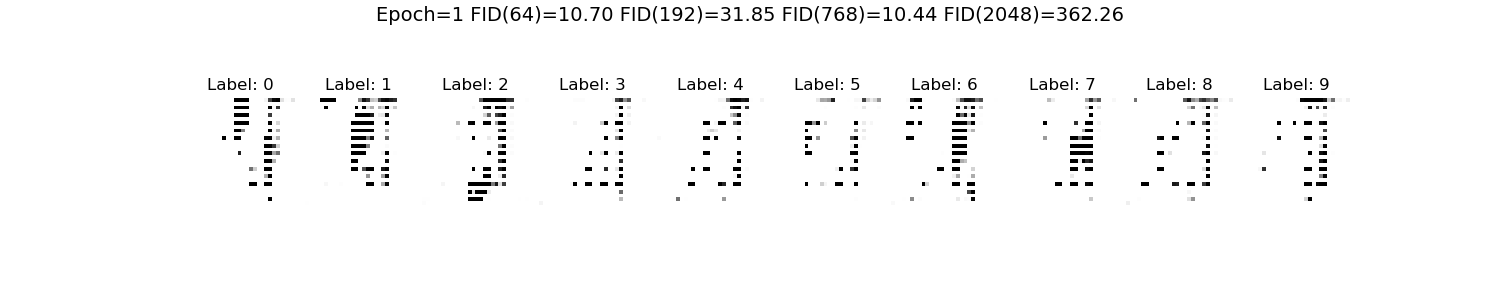 Epoch=1 FID(64)=10.70 FID(192)=31.85 FID(768)=10.44 FID(2048)=362.26
Label: 0 Label: 1 Label: 2 Label: 3 Label: 4 Label: 5 Label: 6 Label: 7 Label: 8 Label: 9